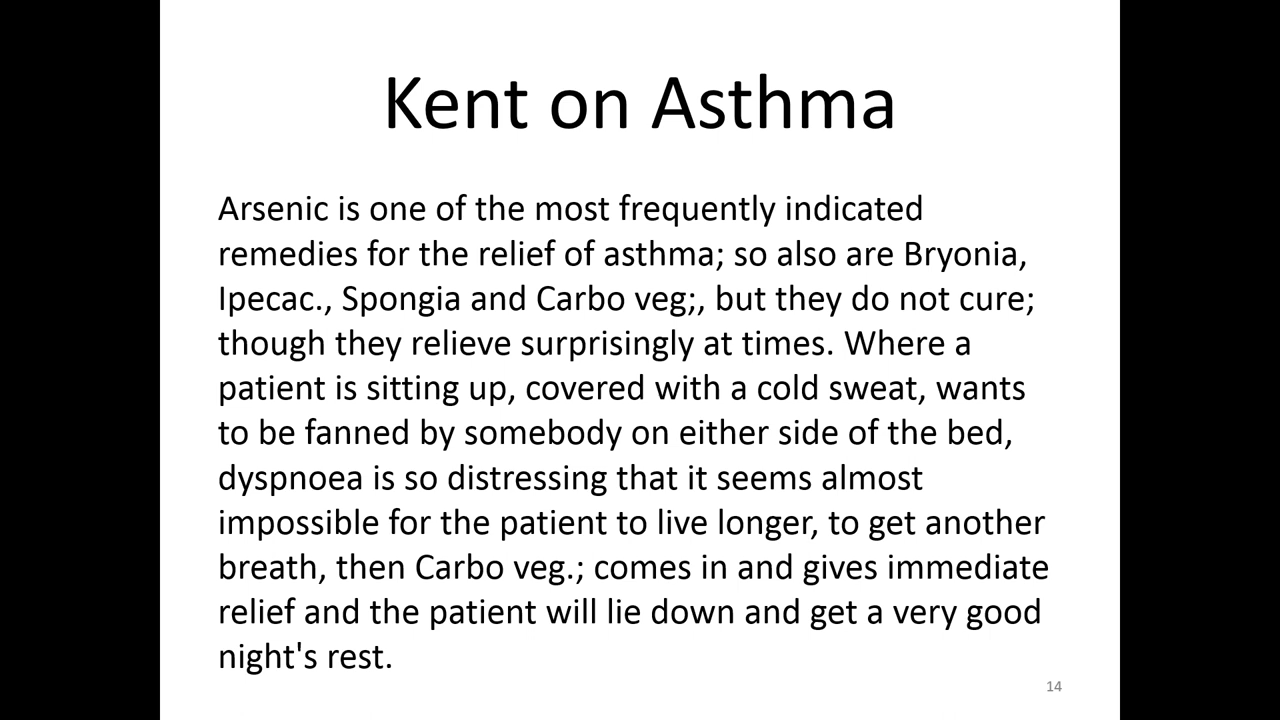 Kent on Asthma
Arsenic is one of the most frequently indicated
remedies for the relief of asthma; so also are Bryonia,
Ipecac., Spongia and Carbo veg;, but they do not cure;
though they relieve surprisingly at times. Where a
patient is sitting up, covered with a cold sweat, wants
to be fanned by somebody on either side of the bed,
dyspnoea is so distressing that it seems almost
impossible for the patient to live longer, to get another
breath, then Carbo veg.; comes in and gives immediate
relief and the patient will lie down and get a very good
night's rest.
14